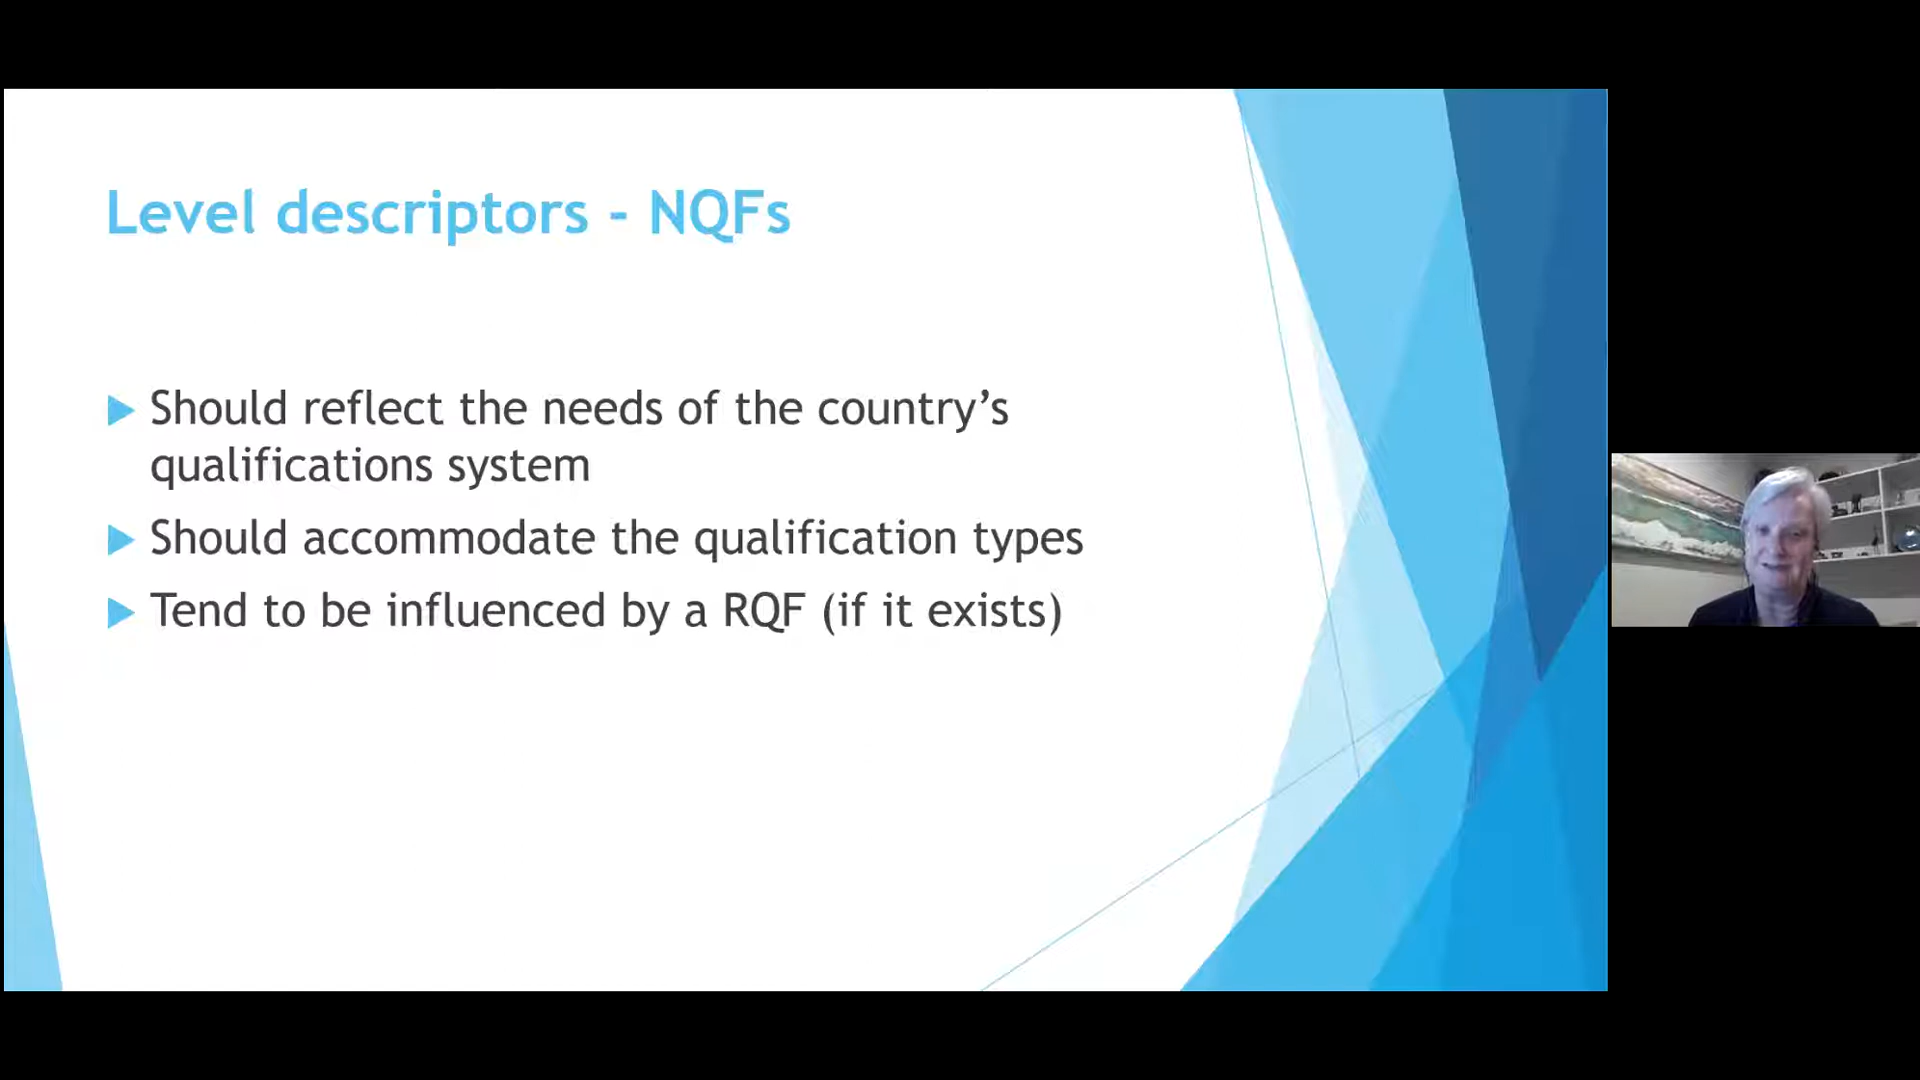 Level descriptors - NQFs
Should reflect the needs of the country’s
qualifications system
Should accommodate the qualification types
Tend to be influenced by a RQF (if it exists)